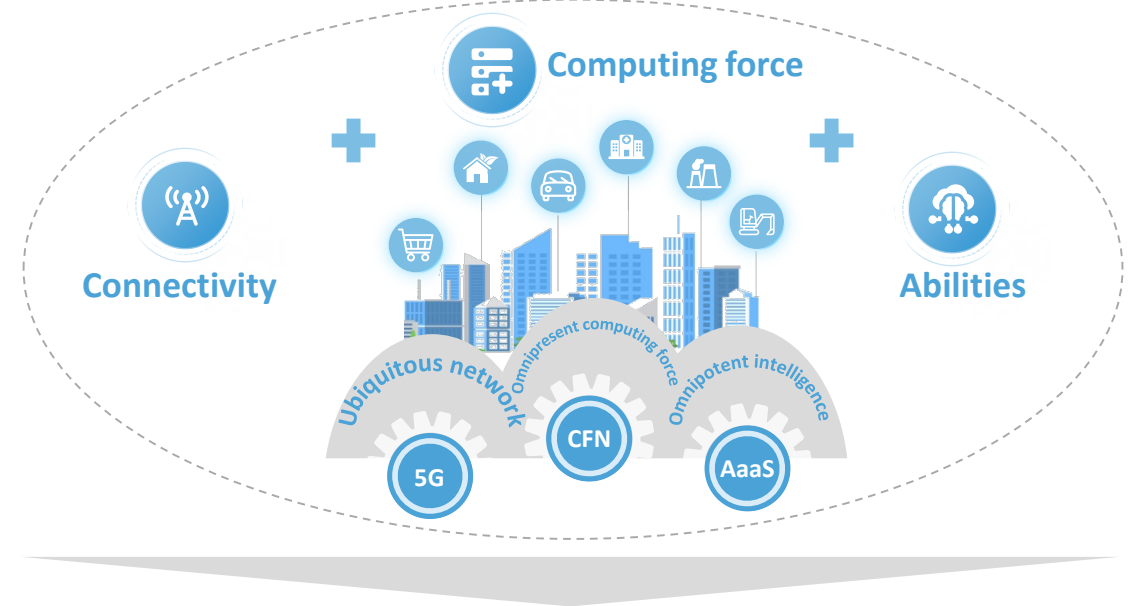 Computing force
Connectivity
Abilities
Ubiquitous network
Omnipresent computing force
Omnipotent intelligence
5G
CFN
AaaS